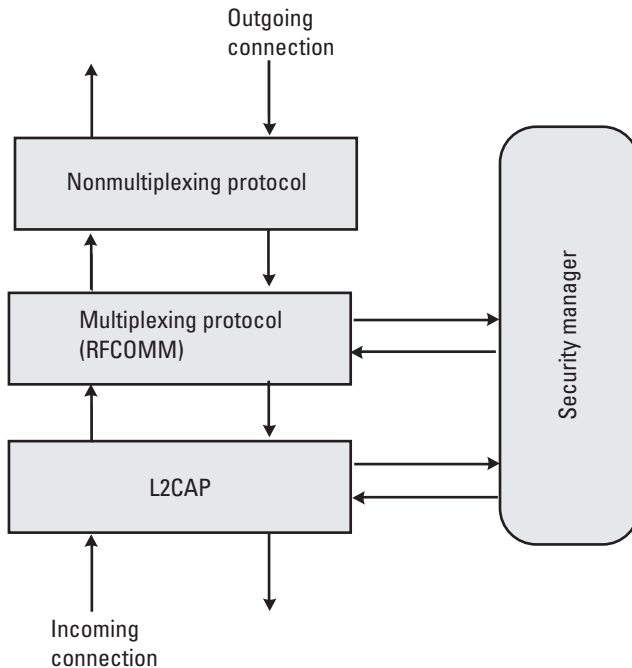 Outgoing
connection
Nonmultiplexing protocol
Multiplexing protocol
(RFCOMM)
Security manager
L2CAP
Incoming
connection